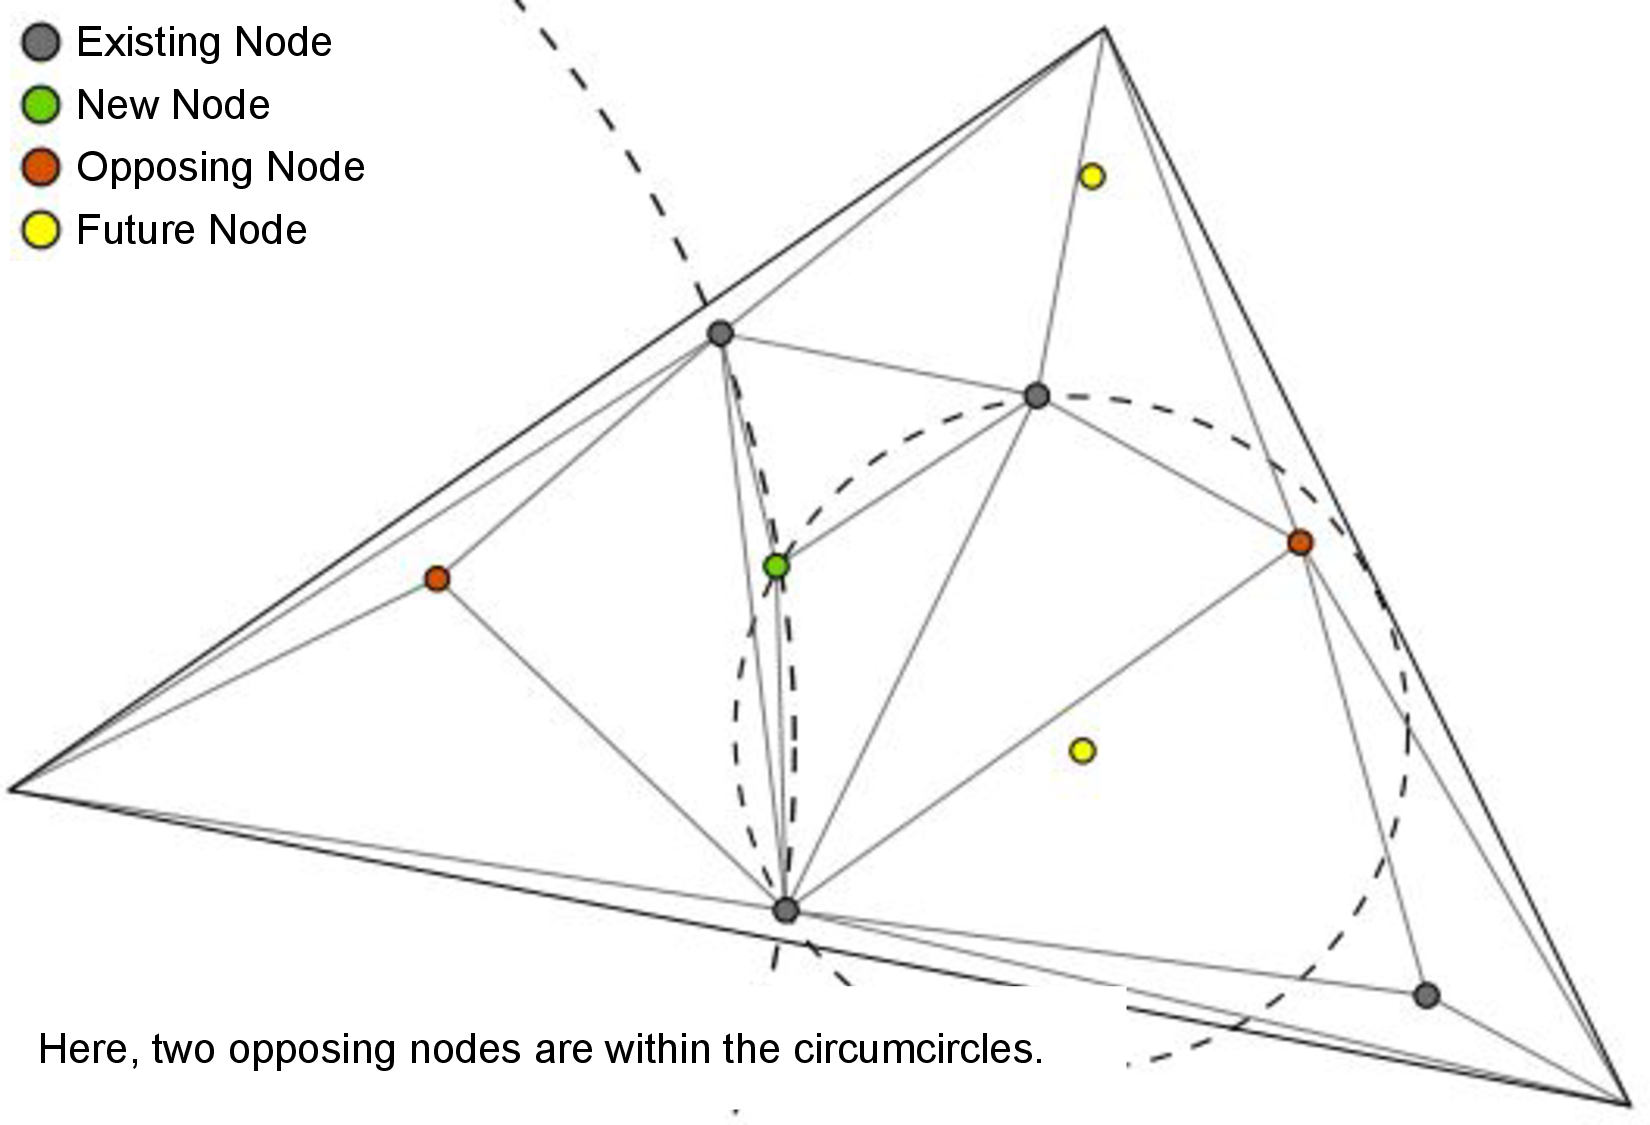 Existing Node
New Node
Opposing Node
Future Node
Here, two opposing nodes are within the circumcircles.